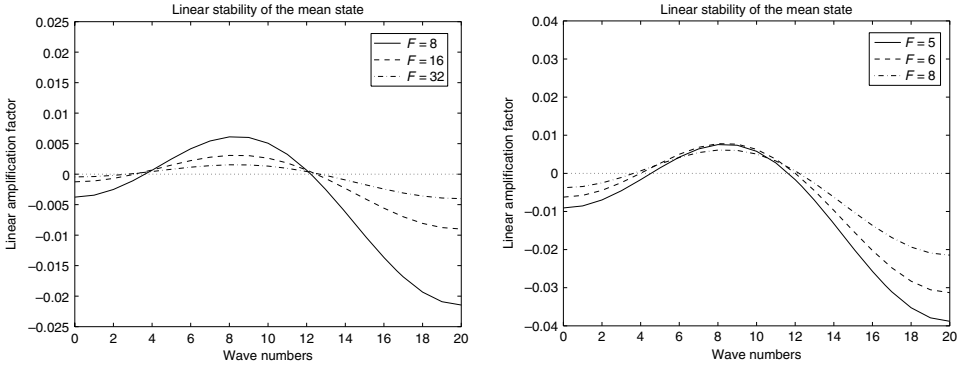 Linear stability of the mean state
Linear amplification factor
0.025
0.02
0.015
0.01
0.005
0
−0.005
−0.01
−0.015
−0.02
−0.025
F = 8
F = 16
F = 32
0 2 4 6 8 10 12 14 16 18 20
Wave numbers
Linear stability of the mean state
Linear amplification factor
0.04
0.03
0.02
0.010
0
−0.01
−0.02
−0.03
−0.04
F = 5
F = 6
F = 8
0 2 4 6 8 10 12 14 16 18 20
Wave numbers